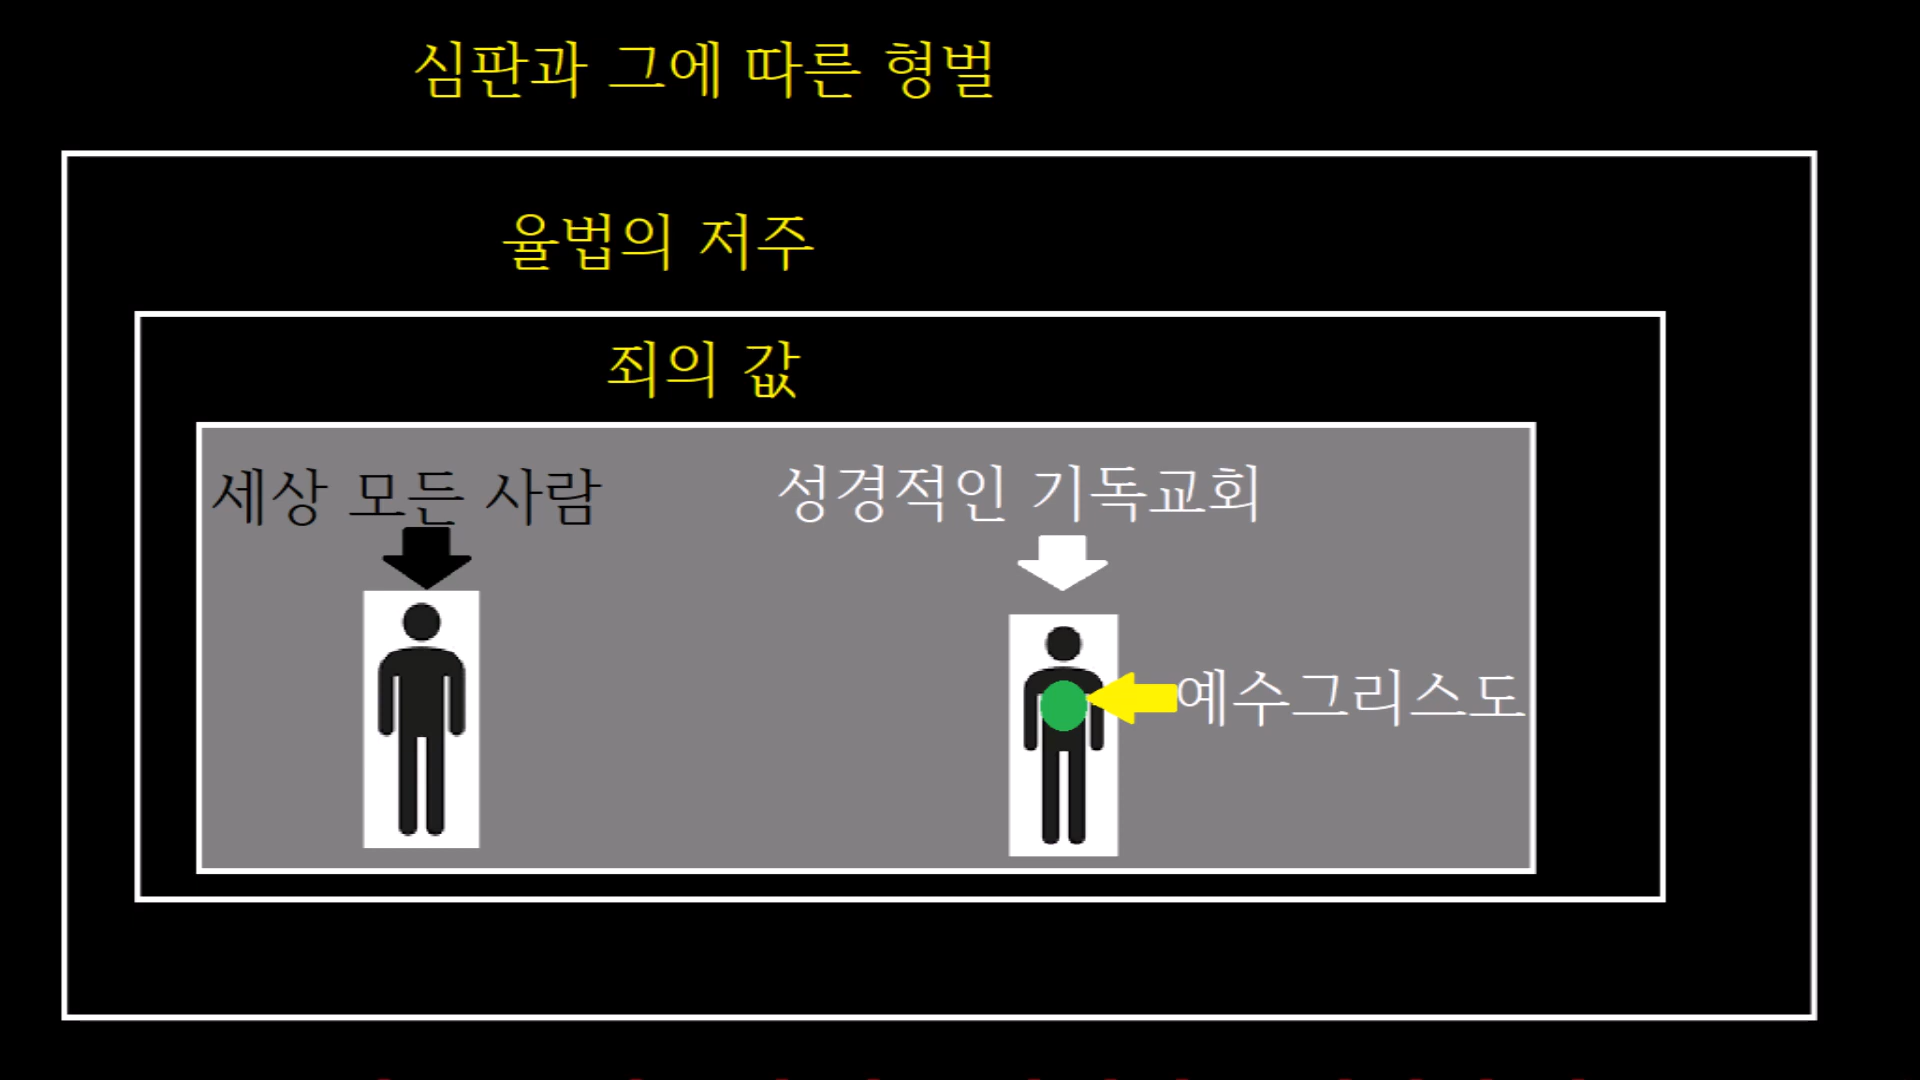 심판과 그에 따른 형벌
율법의 저주
죄의 값
세상 모든 사람
성경적인 기독교회
예수그리스도